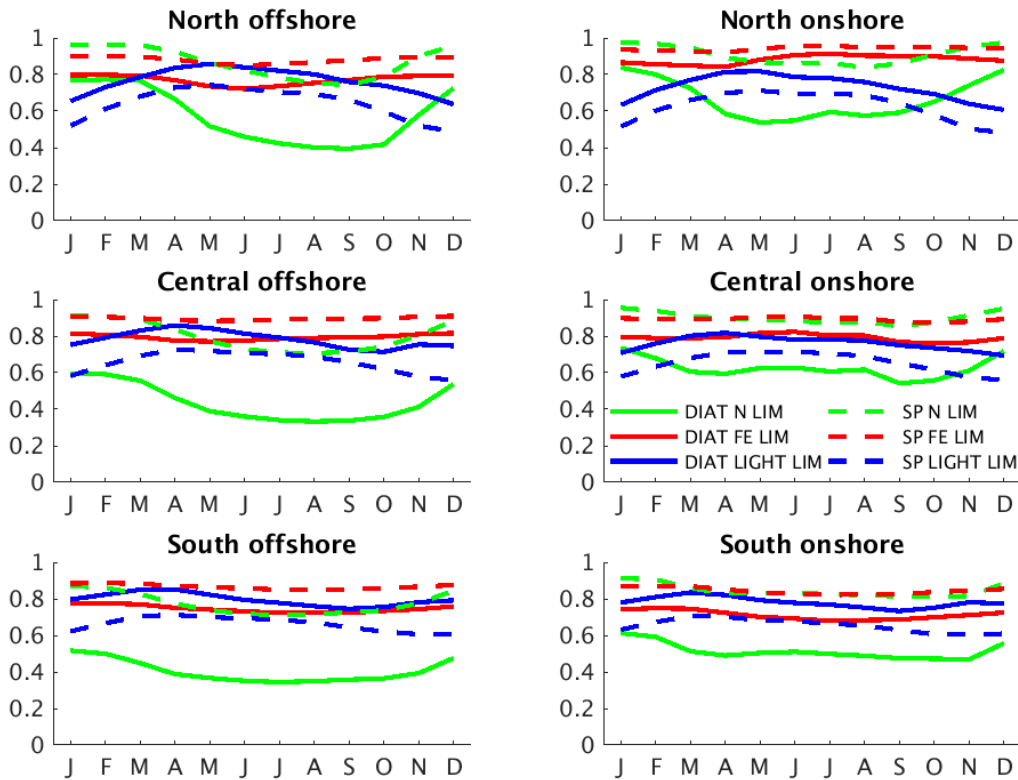 North offshore
1
0.8
0.6
0.4
0.2
0
J F M A M J J A S O N D
North onshore
1
0.8
0.6
0.4
0.2
0
J F M A M J J A S O N D
Central offshore
1
0.8
0.6
0.4
0.2
0
J F M A M J J A S O N D
Central onshore
1
0.8
0.6
0.4
0.2
0
DIAT N LIM SP N LIM
DIAT FE LIM SP FE LIM
DIAT LIGHT LIM SP LIGHT LIM
J F M A M J J A S O N D
South offshore
1
0.8
0.6
0.4
0.2
0
J F M A M J J A S O N D
South onshore
1
0.8
0.6
0.4
0.2
0
J F M A M J J A S O N D